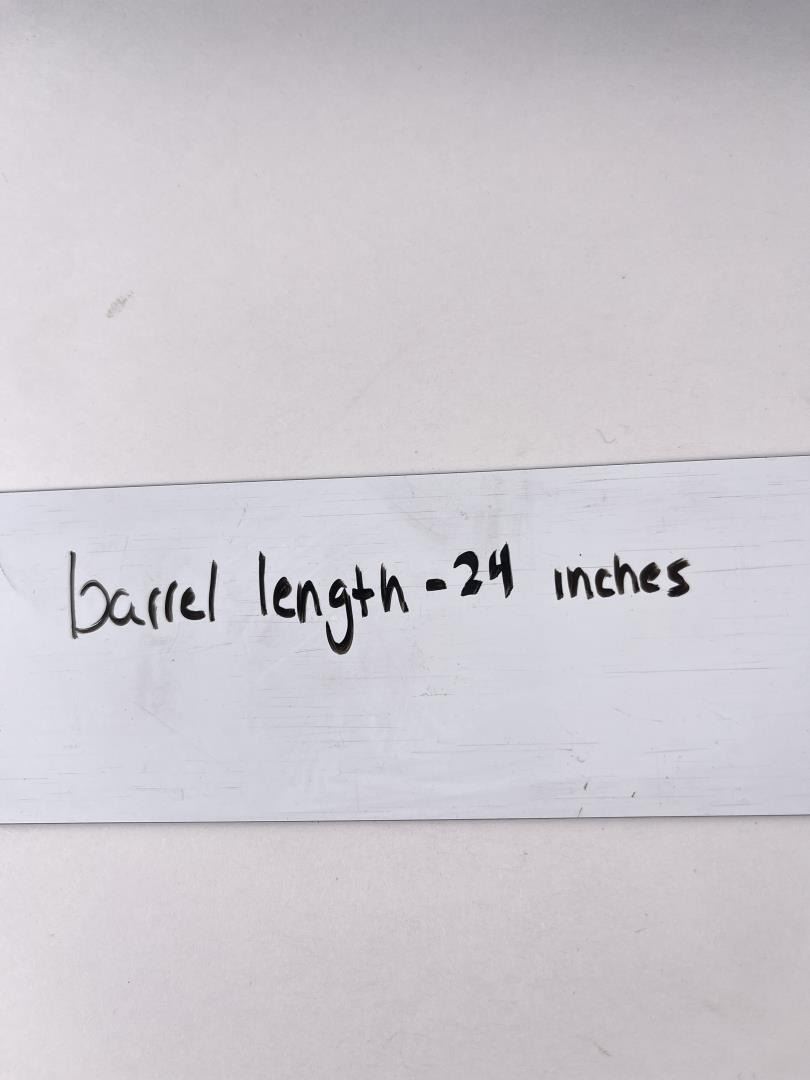 barrel length - 24 inches